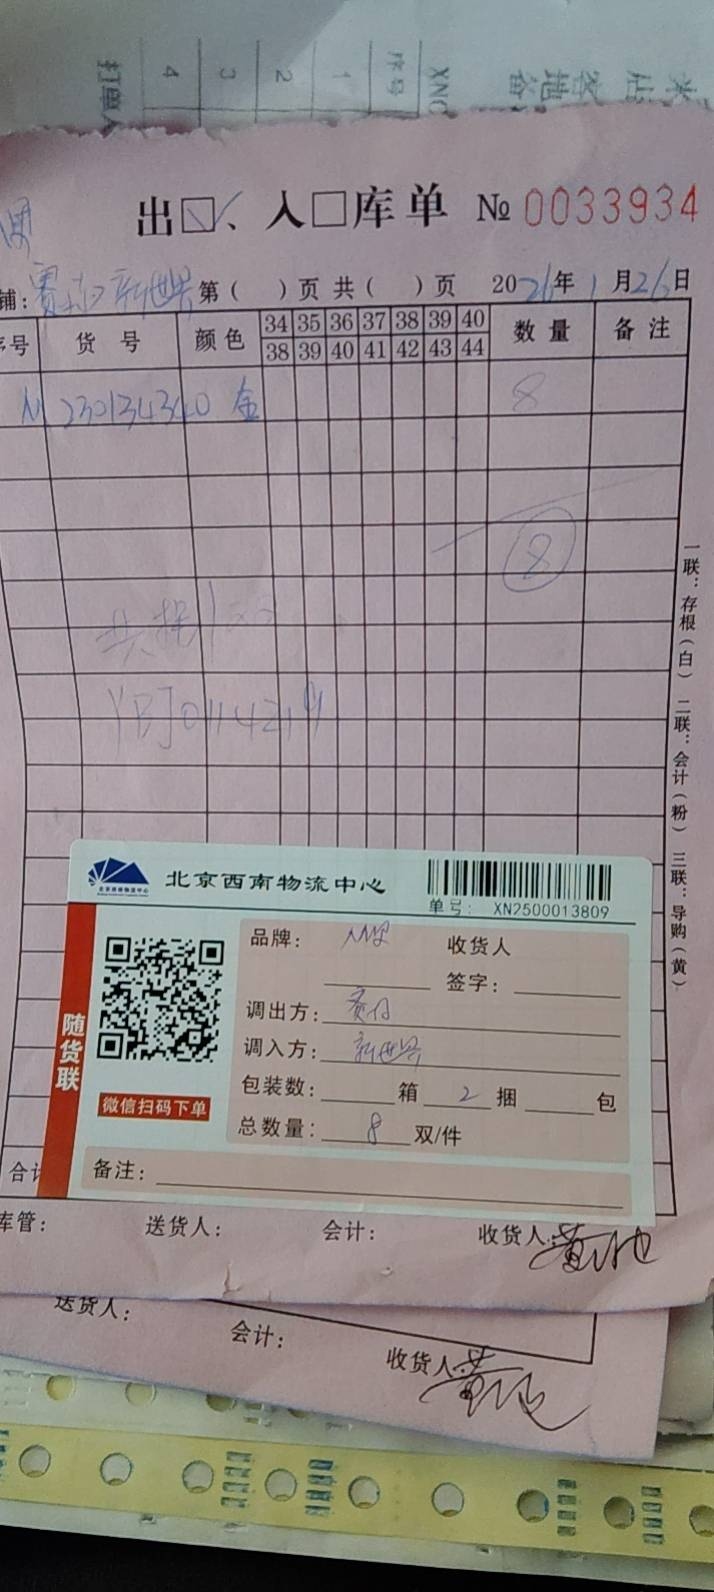 出☑、入□库单 № 0033934
铺: 新世界 第( )页 共( )页 2026年1月26日
序号 货号 颜色 34 35 36 37 38 39 40 数量 备注
38 39 40 41 42 43 44
230134340 金 8
8
YBJ0114219
一联:存根(白) 二联:会计(粉) 三联:导购(黄)
北京西南物流中心
单号: XN2500013809
随货联
微信扫码下单
品牌: 收货人
签字:
调出方:
调入方: 新世界
包装数: 箱 2 捆 包
总数量: 8 双/件
备注:
合计
库管: 送货人: 会计: 收货人:
送货人: 会计: 收货人: